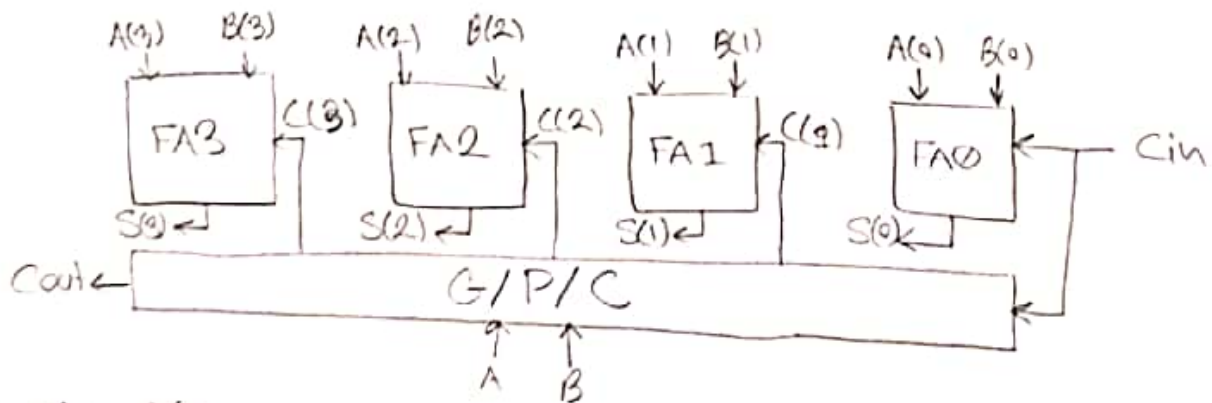 A(3) B(3) A(2) B(2) A(1) B(1) A(0) B(0)
FA3 C(3) FA2 C(2) FA1 C(1) FA0 Cin
S(3) S(2) S(1) S(0)
Cout G/P/C
A B